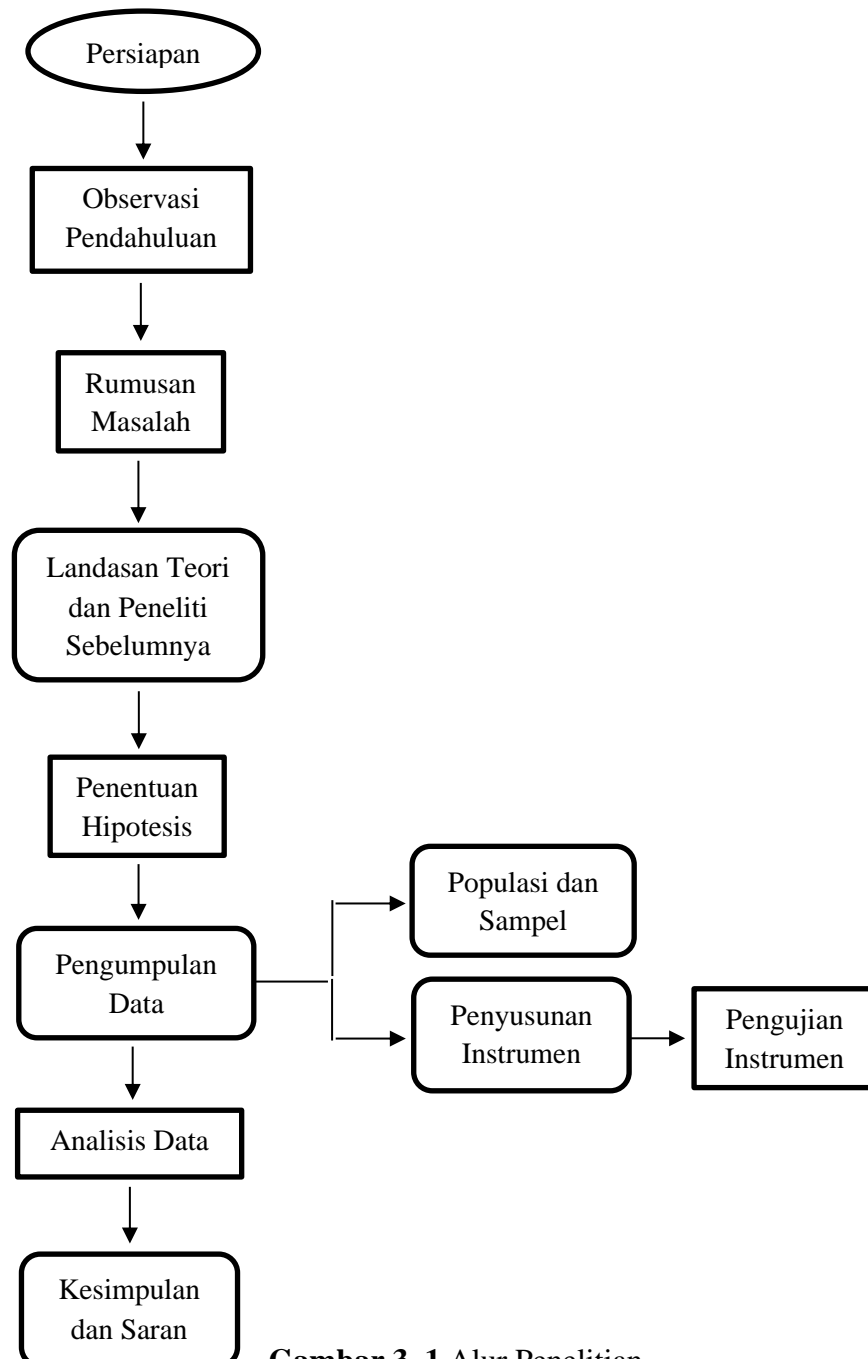 Persiapan
Observasi
Pendahuluan
Rumusan
Masalah
Landasan Teori
dan Peneliti
Sebelumnya
Penentuan
Hipotesis
Populasi dan
Sampel
Pengumpulan
Data
Penyusunan
Instrumen
Pengujian
Instrumen
Analisis Data
Kesimpulan
dan Saran
Gambar 3. 1 Alur Penelitian